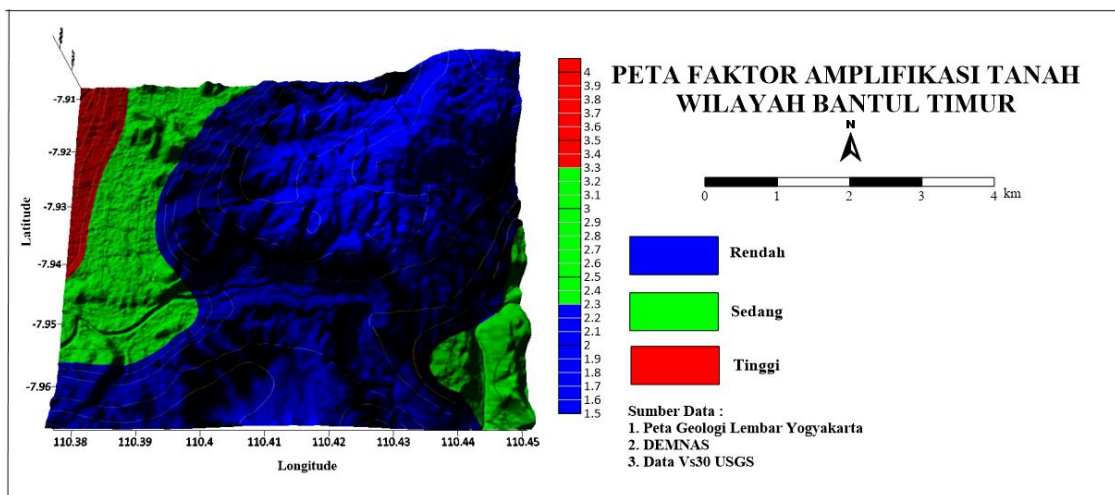 PETA FAKTOR AMPLIFIKASI TANAH
WILAYAH BANTUL TIMUR
N
0 1 2 3 4 km
Rendah
Sedang
Tinggi
Sumber Data :
1. Peta Geologi Lembar Yogyakarta
2. DEMNAS
3. Data Vs30 USGS
4
3.9
3.8
3.7
3.6
3.5
3.4
3.3
3.2
3.1
3
2.9
2.8
2.7
2.6
2.5
2.4
2.3
2.2
2.1
2
1.9
1.8
1.7
1.6
1.5
Latitude
-7.91
-7.92
-7.93
-7.94
-7.95
-7.96
110.38 110.39 110.4 110.41 110.42 110.43 110.44 110.45
Longitude